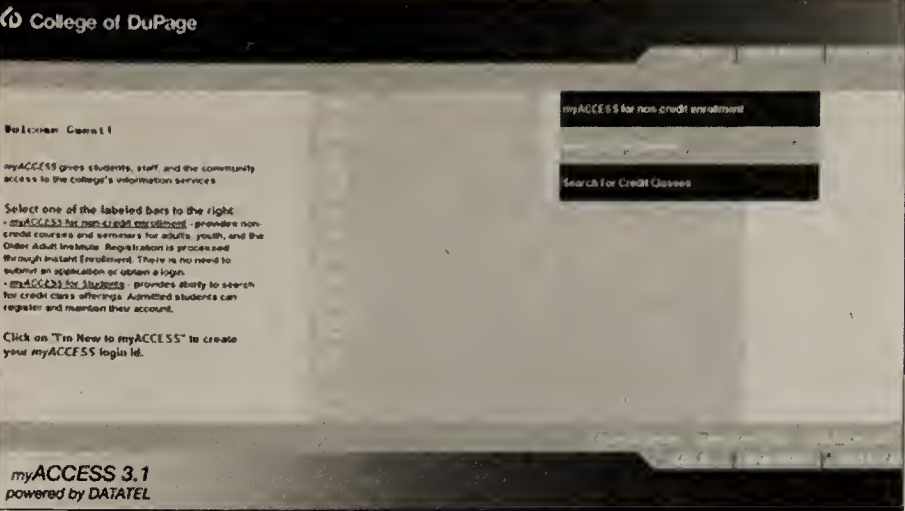 College of DuPage
Welcome Guest!
myACCESS gives students, staff, and the community
access to the college's information services
Select one of the labeled bars to the right
- myACCESS for non-credit enrollment - provides non-
credit courses and seminars for adults, youth, and the
Older Adult Institute. Registration is processed
through Instant Enrollment. There is no need to
submit an application or obtain a login.
- myACCESS for Students - provides ability to search
for credit class offerings. Admitted students can
register and maintain their account.
Click on "I'm New to myACCESS" to create
your myACCESS login id.
myACCESS for non-credit enrollment
Search for Credit Classes
myACCESS 3.1
powered by DATATEL